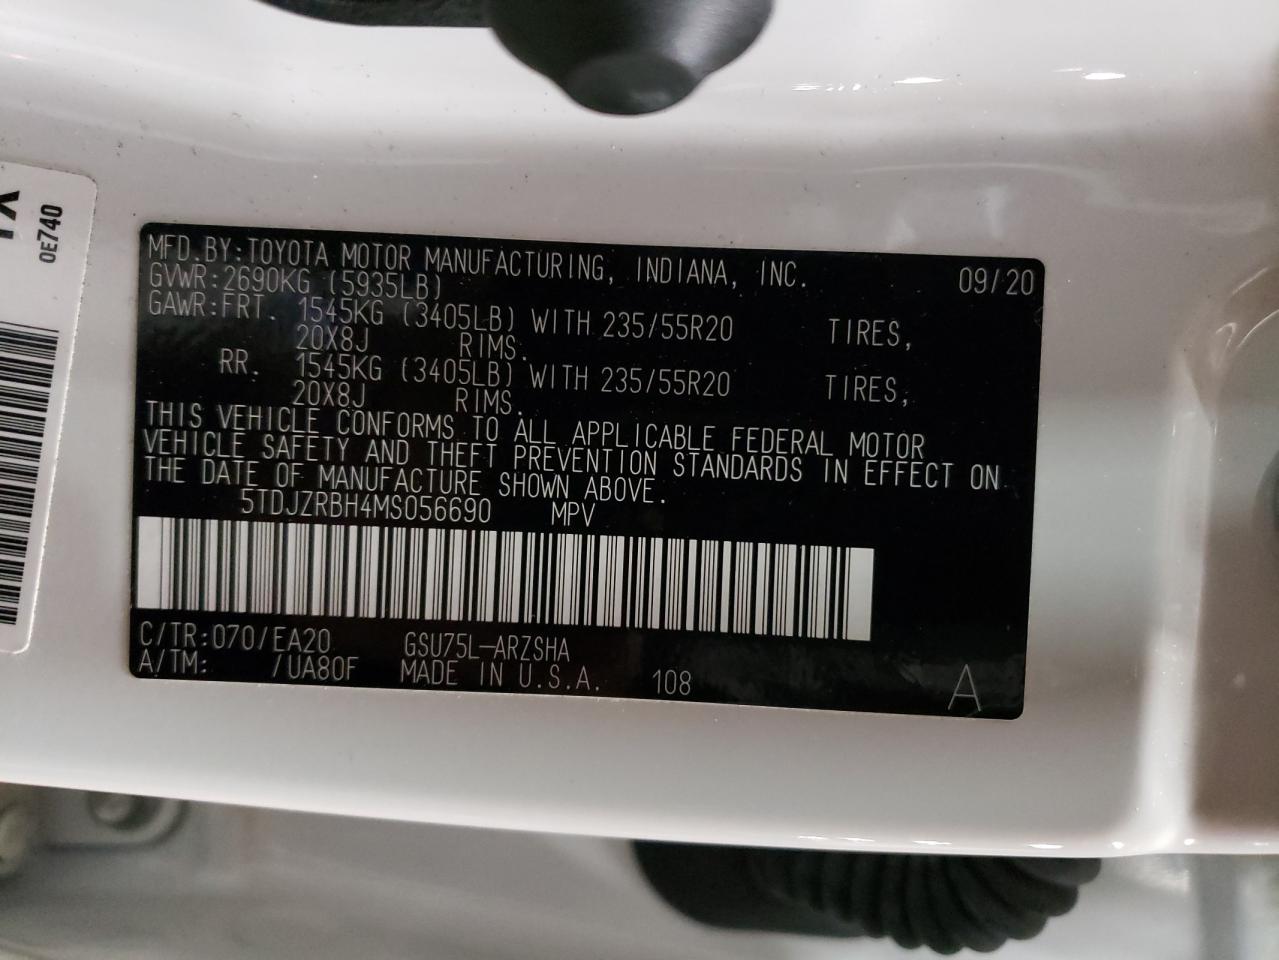 MFD.BY:TOYOTA MOTOR MANUFACTURING, INDIANA, INC. 09/20
GVWR:2690KG (5935LB)
GAWR:FRT. 1545KG (3405LB) WITH 235/55R20 TIRES,
20X8J RIMS.
RR. 1545KG (3405LB) WITH 235/55R20 TIRES,
20X8J RIMS.
THIS VEHICLE CONFORMS TO ALL APPLICABLE FEDERAL MOTOR
VEHICLE SAFETY AND THEFT PREVENTION STANDARDS IN EFFECT ON
THE DATE OF MANUFACTURE SHOWN ABOVE.
5TDJZRBH4MS056690 MPV
C/TR:070/EA20 GSU75L-ARZSHA
A/TM: /UA80F MADE IN U.S.A. 108 A
0E740